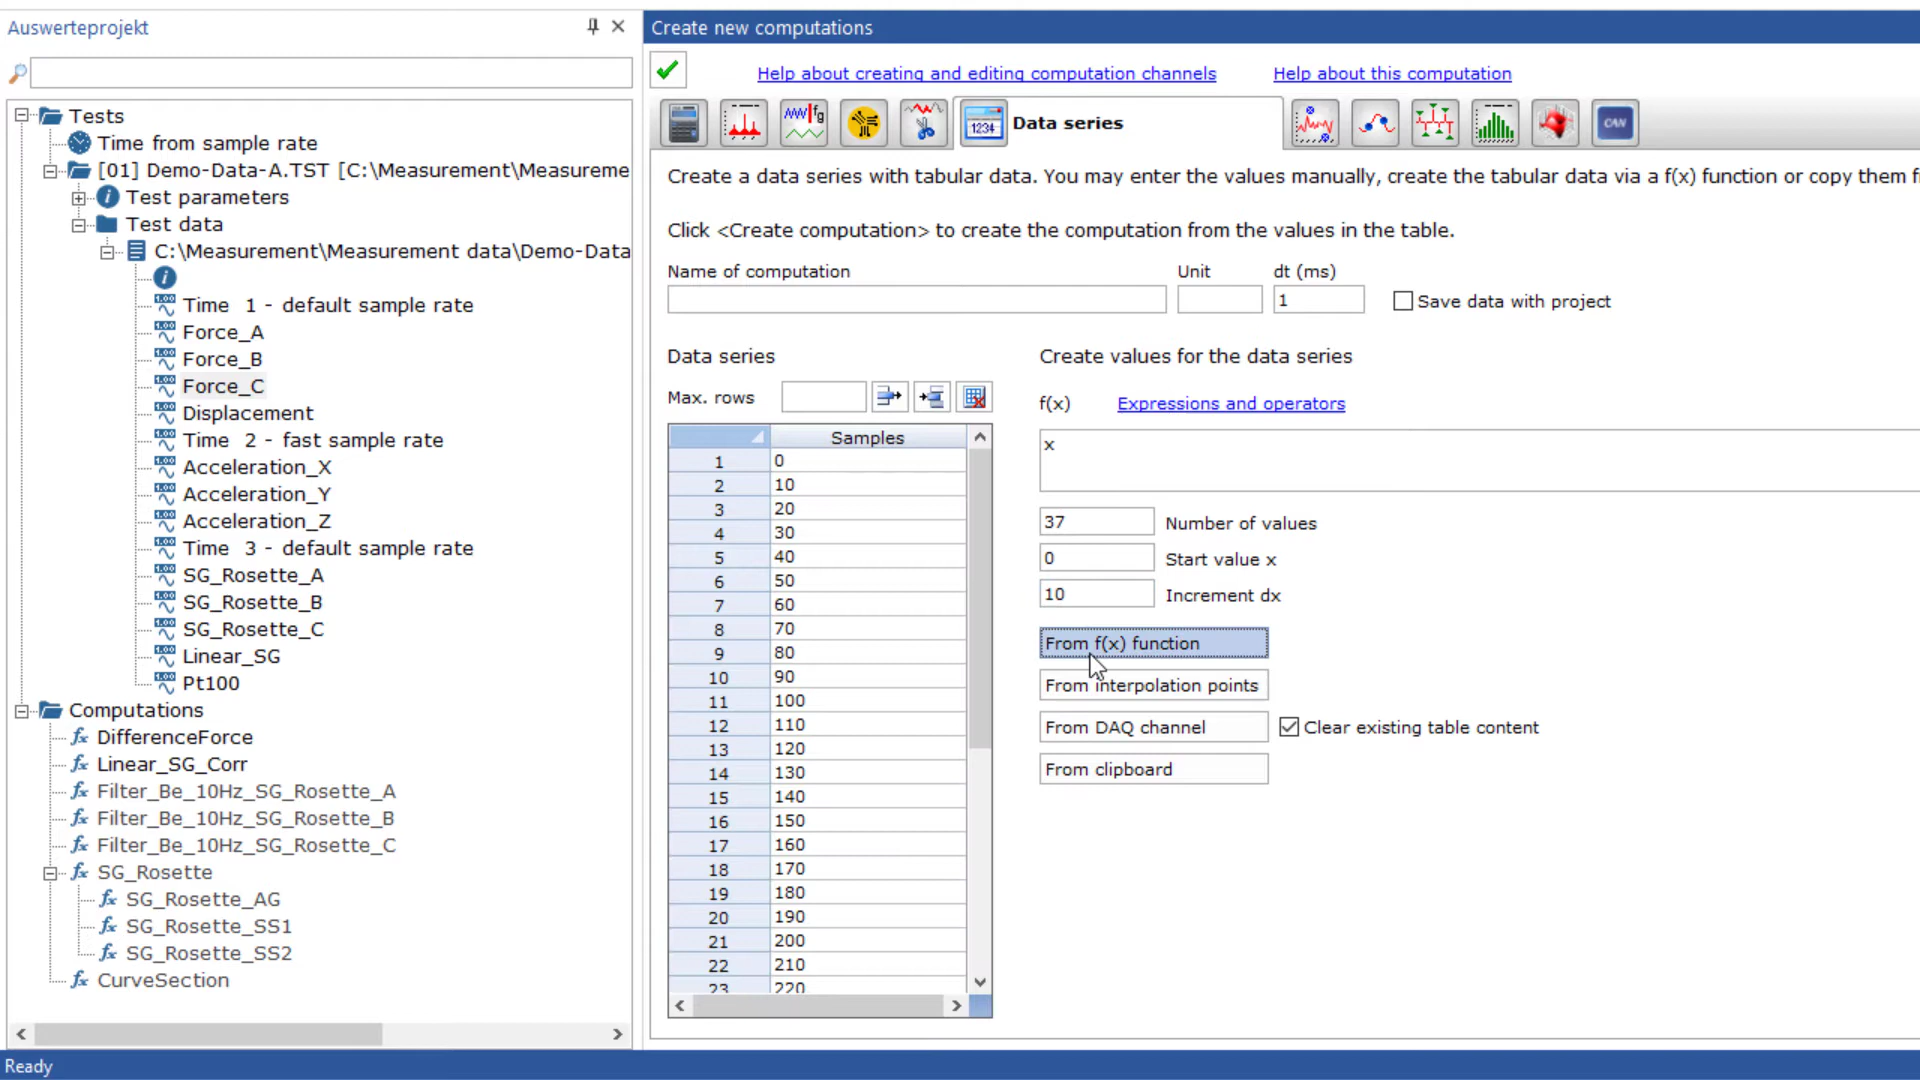 Auswerteprojekt
Tests
Time from sample rate
[01] Demo-Data-A.TST [C:\Measurement\Measureme
Test parameters
Test data
C:\Measurement\Measurement data\Demo-Data
Time 1 - default sample rate
Force_A
Force_B
Force_C
Displacement
Time 2 - fast sample rate
Acceleration_X
Acceleration_Y
Acceleration_Z
Time 3 - default sample rate
SG_Rosette_A
SG_Rosette_B
SG_Rosette_C
Linear_SG
Pt100
Computations
DifferenceForce
Linear_SG_Corr
Filter_Be_10Hz_SG_Rosette_A
Filter_Be_10Hz_SG_Rosette_B
Filter_Be_10Hz_SG_Rosette_C
SG_Rosette
SG_Rosette_AG
SG_Rosette_SS1
SG_Rosette_SS2
CurveSection
Create new computations
Help about creating and editing computation channels Help about this computation
1234 Data series CAN
Create a data series with tabular data. You may enter the values manually, create the tabular data via a f(x) function or copy them f
Click <Create computation> to create the computation from the values in the table.
Name of computation Unit dt (ms)
1 Save data with project
Data series
Max. rows
Samples
1 0
2 10
3 20
4 30
5 40
6 50
7 60
8 70
9 80
10 90
11 100
12 110
13 120
14 130
15 140
16 150
17 160
18 170
19 180
20 190
21 200
22 210
23 220
Create values for the data series
f(x) Expressions and operators
x
37 Number of values
0 Start value x
10 Increment dx
From f(x) function
From interpolation points
From DAQ channel Clear existing table content
From clipboard
Ready